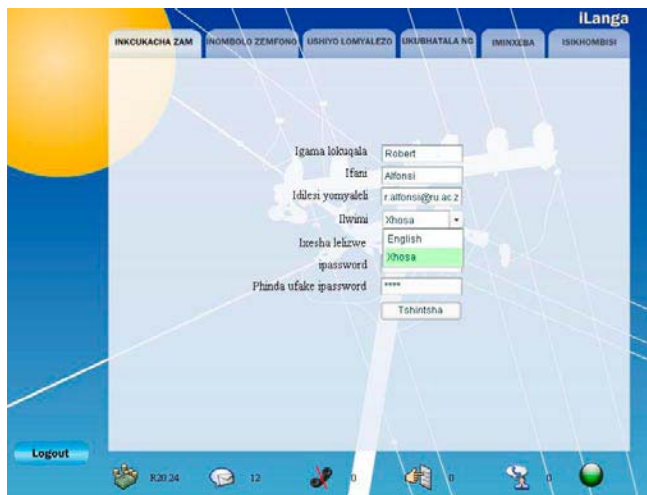 iLanga
INKCUKACHA ZAM INOMBOLO ZEMFONO USHIYO LOMYALEZO UKUBHATALA NG IMINXEBA ISIKHOMBISI
Igama lokuqala Robert
Ifani Alfonsi
Idilesi yomyaleli r.alfonsi@ru.ac.z
Ilwimi Xhosa
Ixesha lelizwe English
Xhosa
ipassword
Phinda ufake ipassword ****
Tshintsha
Logout
R20.24 12 0 0 0